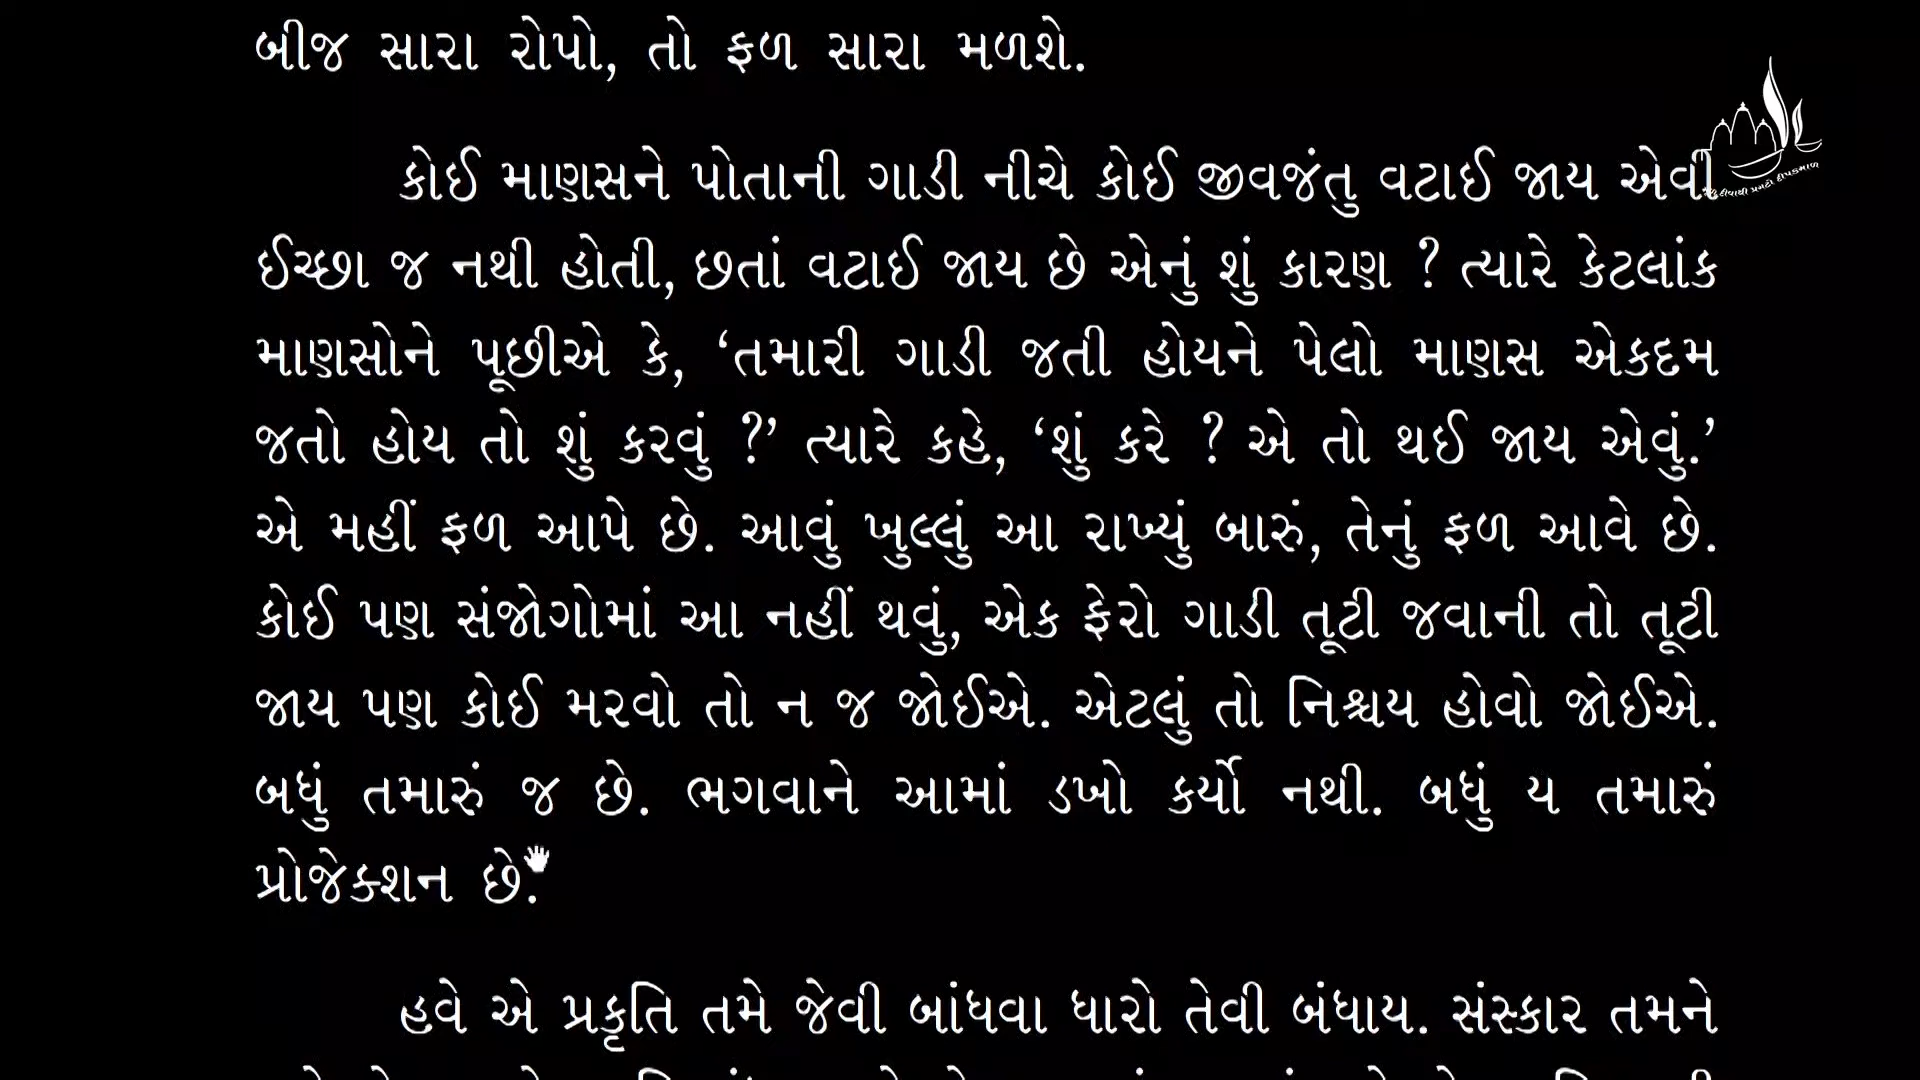 બીજ સારા રોપો, તો ફળ સારા મળશે.
કોઈ માણસને પોતાની ગાડી નીચે કોઈ જીવજંતુ વટાઈ જાય એવી
ઈચ્છા જ નથી હોતી, છતાં વટાઈ જાય છે એનું શું કારણ ? ત્યારે કેટલાંક
માણસોને પૂછીએ કે, ‘તમારી ગાડી જતી હોયને પેલો માણસ એકદમ
જતો હોય તો શું કરવું ?’ ત્યારે કહે, ‘શું કરે ? એ તો થઈ જાય એવું.’
એ મહીં ફળ આપે છે. આવું ખુલ્લું આ રાખ્યું બારું, તેનું ફળ આવે છે.
કોઈ પણ સંજોગોમાં આ નહીં થવું, એક ફેરો ગાડી તૂટી જવાની તો તૂટી
જાય પણ કોઈ મરવો તો ન જ જોઈએ. એટલું તો નિશ્ચય હોવો જોઈએ.
બધું તમારું જ છે. ભગવાને આમાં ડખો કર્યો નથી. બધું ય તમારું
પ્રોજેક્શન છે.
હવે એ પ્રકૃતિ તમે જેવી બાંધવા ધારો તેવી બંધાય. સંસ્કાર તમને